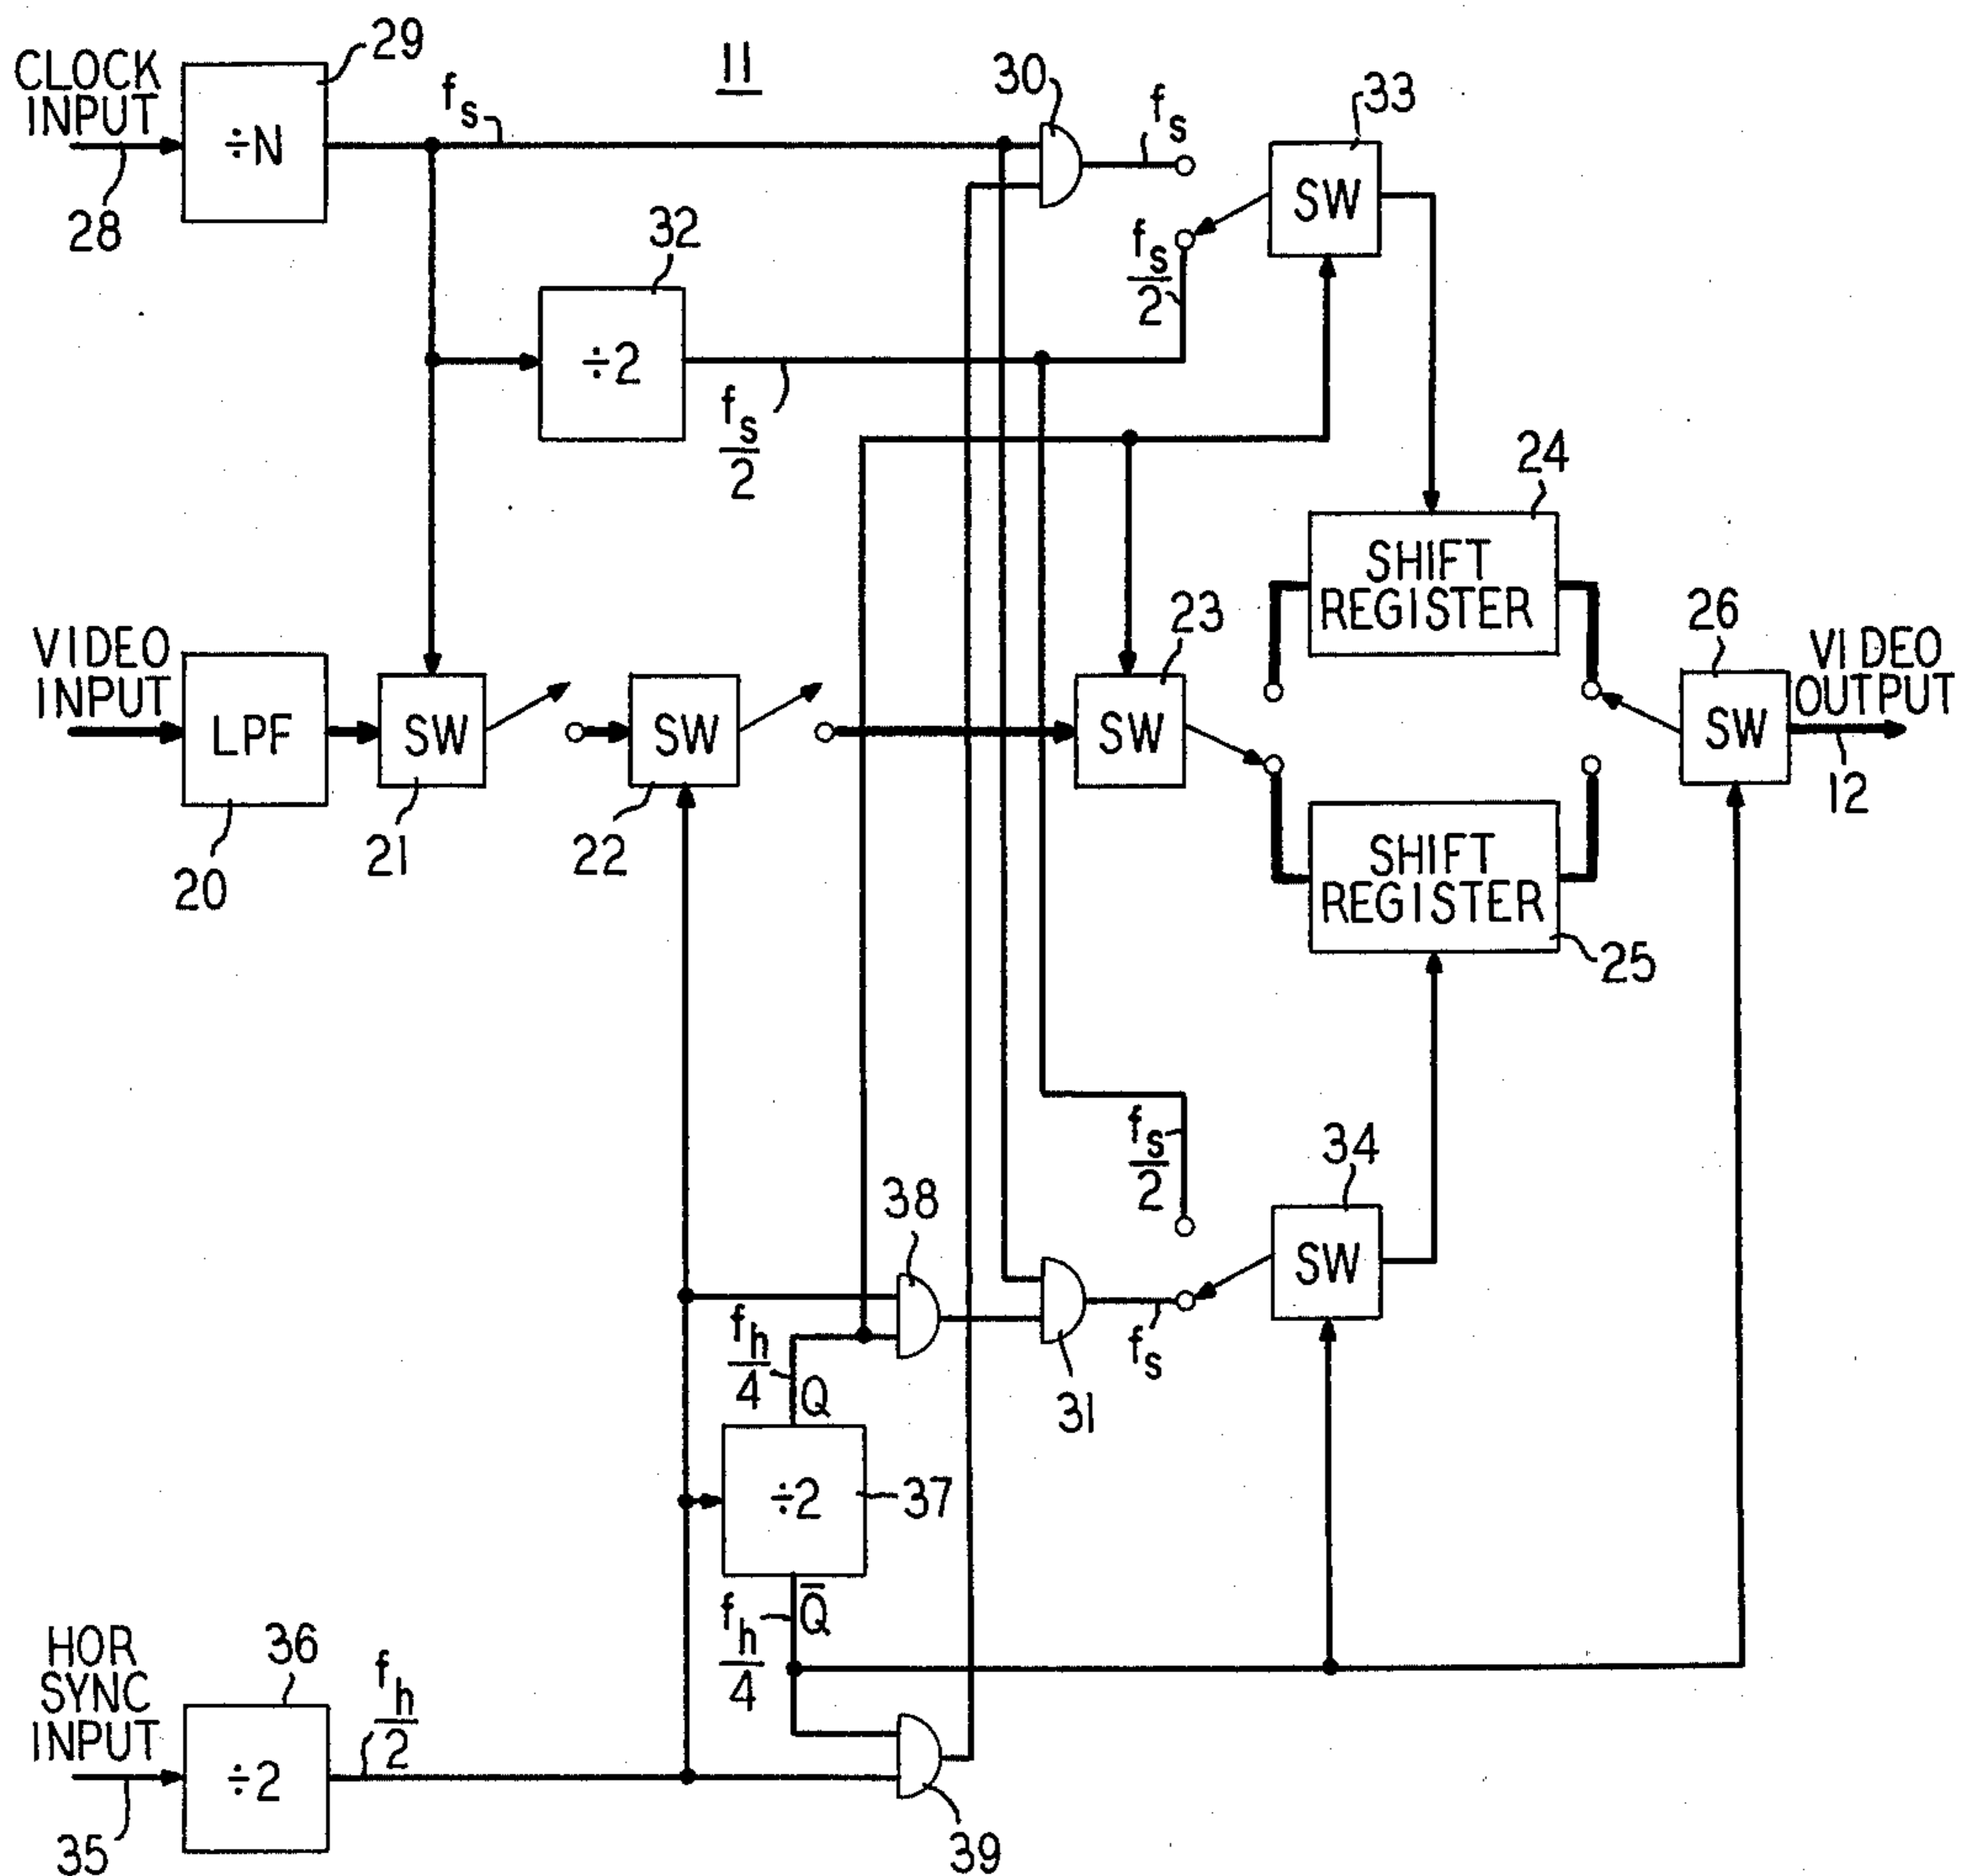 CLOCK
INPUT
28
÷N
29
fs
11
30
fs
33
SW
fs
2
32
÷2
fs
2
24
SHIFT
REGISTER
VIDEO
INPUT
LPF
20
SW
21
SW
22
23
SW
26
SW
VIDEO
OUTPUT
12
SHIFT
REGISTER
25
fs
2
34
SW
38
31
fs
fh
4
Q
÷2
37
fh
4
Q̄
HOR
SYNC
INPUT
35
36
÷2
fh
2
39